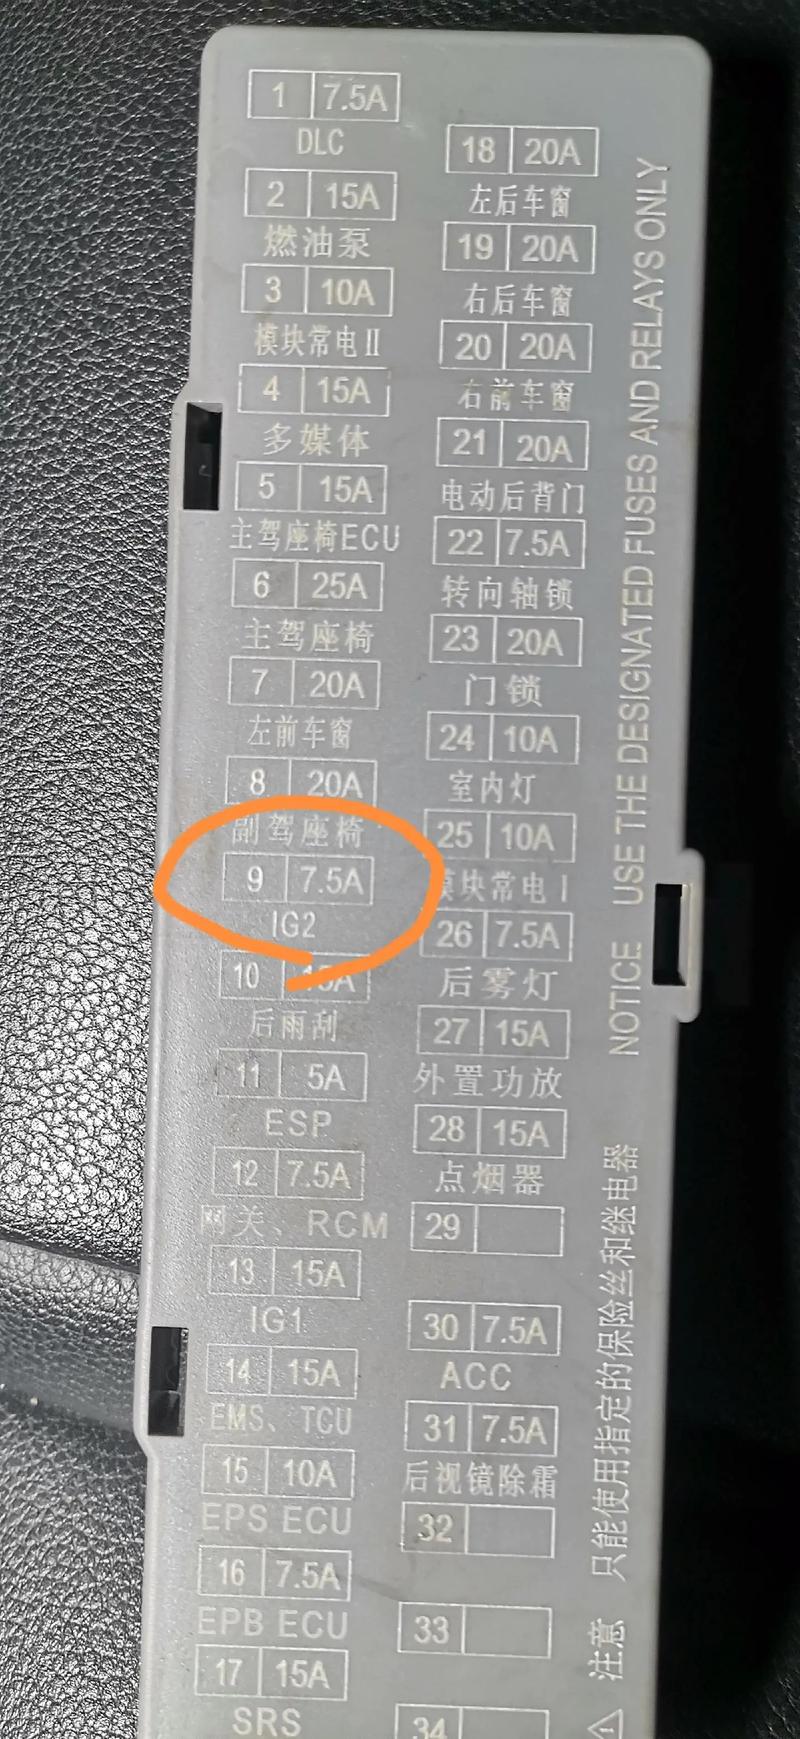 1 7.5A
DLC
2 15A
燃油泵
3 10A
模块常电Ⅱ
4 15A
多媒体
5 15A
主驾座椅ECU
6 25A
主驾座椅
7 20A
左前车窗
8 20A
副驾座椅
9 7.5A
IG2
10 15A
后雨刮
11 5A
ESP
12 7.5A
网关、RCM
13 15A
IG1
14 15A
EMS、TCU
15 10A
EPS ECU
16 7.5A
EPB ECU
17 15A
SRS
18 20A
左后车窗
19 20A
右后车窗
20 20A
右前车窗
21 20A
电动后背门
22 7.5A
转向轴锁
23 20A
门锁
24 10A
室内灯
25 10A
模块常电Ⅰ
26 7.5A
后雾灯
27 15A
外置功放
28 15A
点烟器
29
30 7.5A
ACC
31 7.5A
后视镜除霜
32
33
34
注意 只能使用指定的保险丝和继电器
NOTICE USE THE DESIGNATED FUSES AND RELAYS ONLY